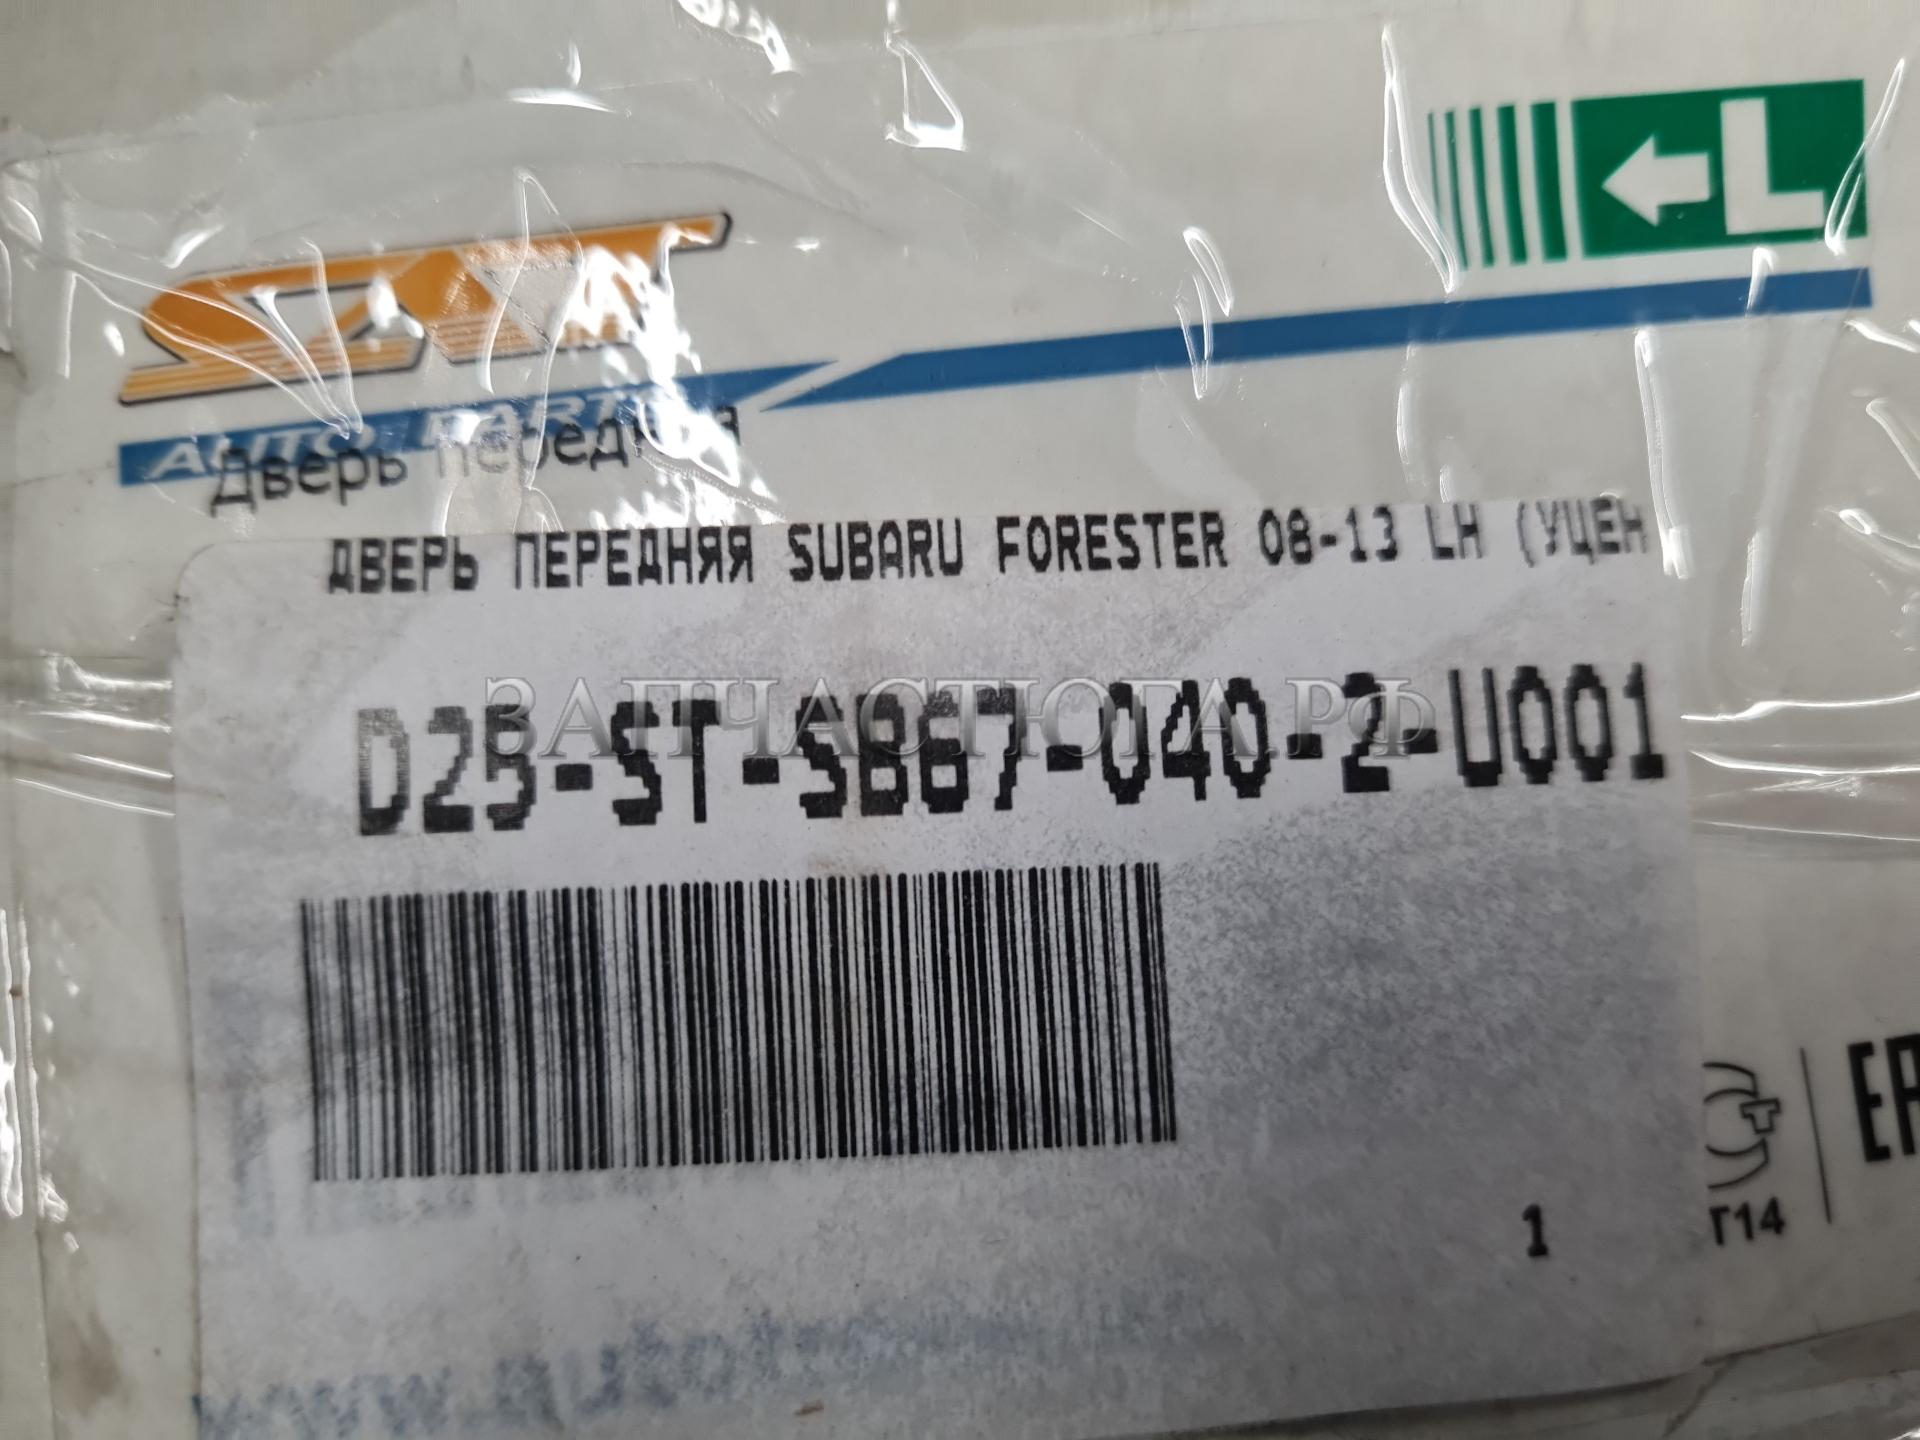 L
SAT
AUTO PARTS
Дверь передняя
ДВЕРЬ ПЕРЕДНЯЯ SUBARU FORESTER 08-13 LH (УЦЕН
D25-ST-SB67-040-2-U001
ЗАПЧАСТЮГА.РФ
1
Т14